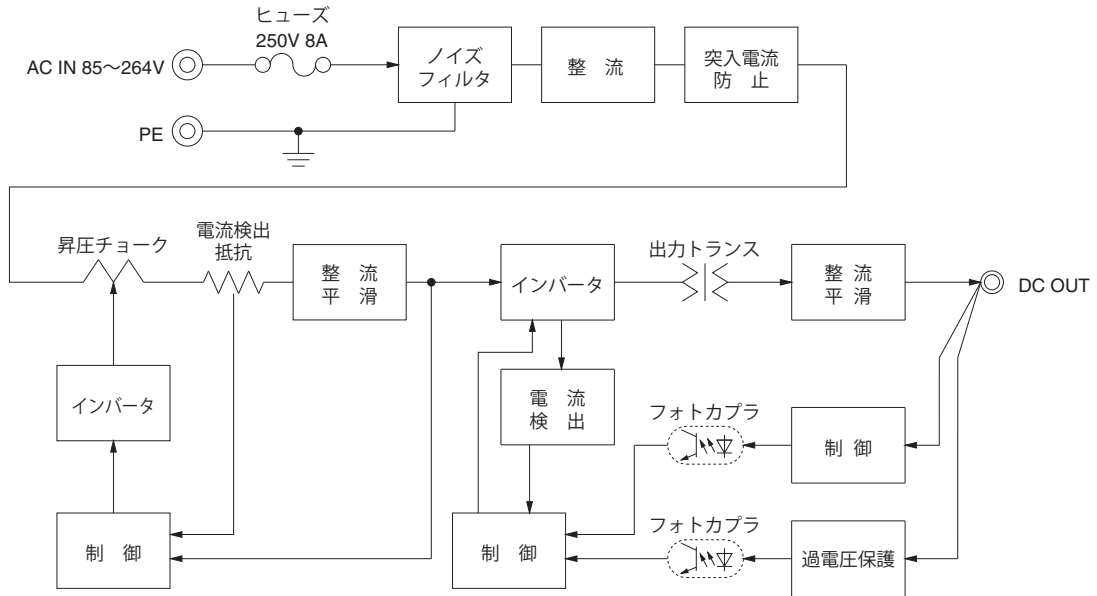 ヒューズ
250V 8A
AC IN 85~264V
ノイズ
フィルタ
整 流
突入電流
防 止
PE
昇圧チョーク
電流検出
抵抗
整 流
平 滑
インバータ
出力トランス
整 流
平 滑
DC OUT
インバータ
電 流
検 出
フォトカプラ
制 御
制 御
制 御
フォトカプラ
過電圧保護